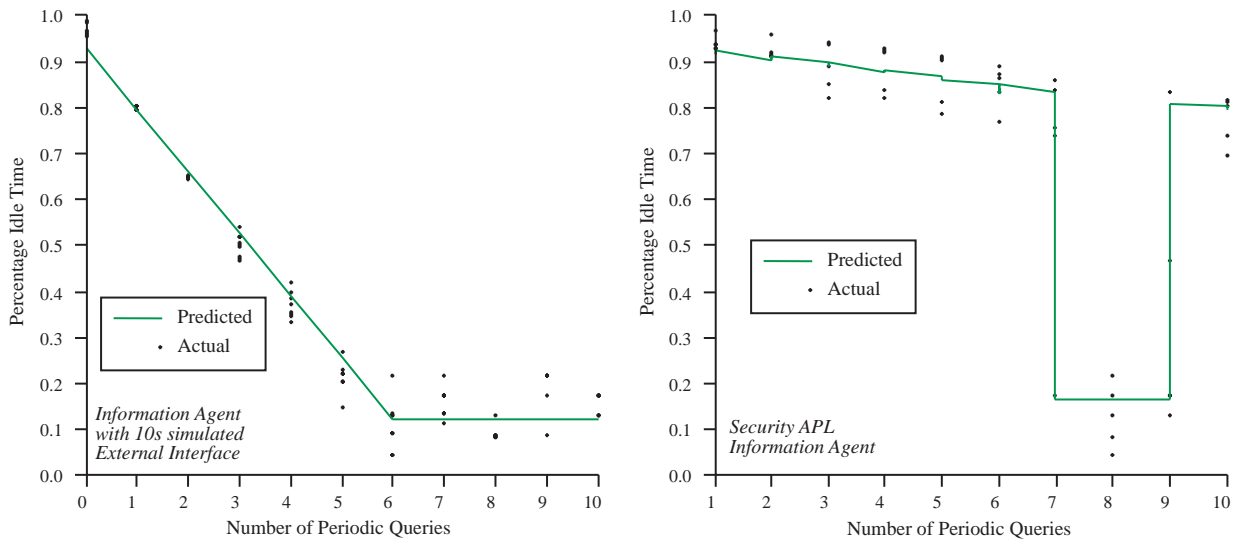 1.0
0.9
0.8
0.7
0.6
0.5
0.4
0.3
0.2
0.1
0.0
Percentage Idle Time
Predicted
Actual
Information Agent
with 10s simulated
External Interface
0 1 2 3 4 5 6 7 8 9 10
Number of Periodic Queries
1.0
0.9
0.8
0.7
0.6
0.5
0.4
0.3
0.2
0.1
0.0
Percentage Idle Time
Predicted
Actual
Security APL
Information Agent
1 2 3 4 5 6 7 8 9 10
Number of Periodic Queries